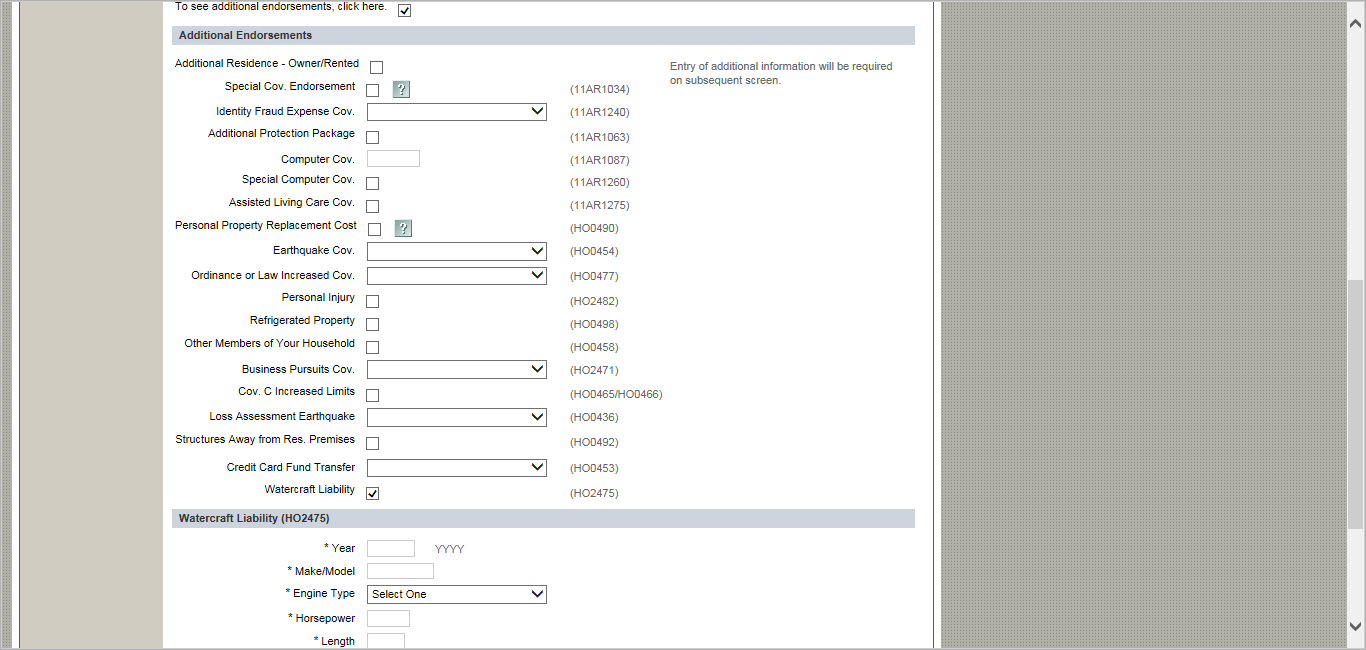 To see additional endorsements, click here.
Additional Endorsements
Additional Residence - Owner/Rented
Entry of additional information will be required
on subsequent screen.
Special Cov. Endorsement ? (11AR1034)
Identity Fraud Expense Cov. (11AR1240)
Additional Protection Package (11AR1063)
Computer Cov. (11AR1087)
Special Computer Cov. (11AR1260)
Assisted Living Care Cov. (11AR1275)
Personal Property Replacement Cost ? (HO0490)
Earthquake Cov. (HO0454)
Ordinance or Law Increased Cov. (HO0477)
Personal Injury (HO2482)
Refrigerated Property (HO0498)
Other Members of Your Household (HO0458)
Business Pursuits Cov. (HO2471)
Cov. C Increased Limits (HO0465/HO0466)
Loss Assessment Earthquake (HO0436)
Structures Away from Res. Premises (HO0492)
Credit Card Fund Transfer (HO0453)
Watercraft Liability (HO2475)
Watercraft Liability (HO2475)
* Year YYYY
* Make/Model
* Engine Type Select One
* Horsepower
* Length